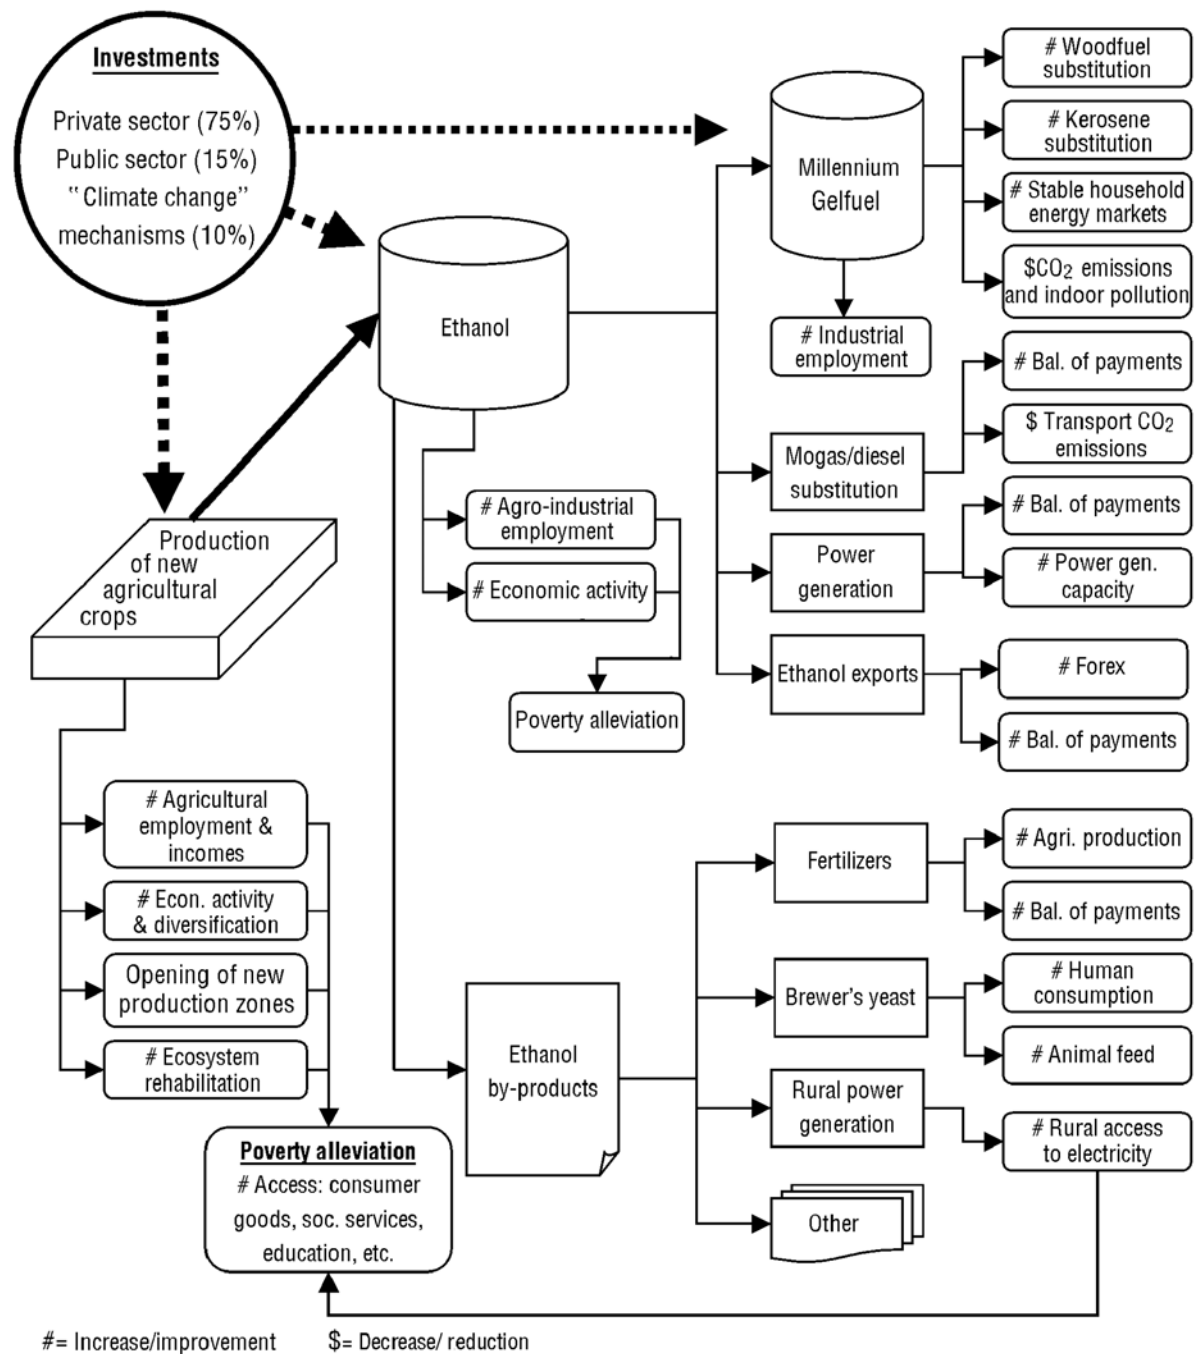 Investments
Private sector (75%)
Public sector (15%)
"Climate change"
mechanisms (10%)
Ethanol
Production
of new
agricultural
crops
Millennium
Gelfuel
# Industrial
employment
# Woodfuel
substitution
# Kerosene
substitution
# Stable household
energy markets
$CO2 emissions
and indoor pollution
Mogas/diesel
substitution
# Bal. of payments
$ Transport CO2
emissions
Power
generation
# Bal. of payments
# Power gen.
capacity
Ethanol exports
# Forex
# Bal. of payments
# Agro-industrial
employment
# Economic activity
Poverty alleviation
# Agricultural
employment &
incomes
# Econ. activity
& diversification
Opening of new
production zones
# Ecosystem
rehabilitation
Poverty alleviation
# Access: consumer
goods, soc. services,
education, etc.
Ethanol
by-products
Fertilizers
# Agri. production
# Bal. of payments
Brewer's yeast
# Human
consumption
# Animal feed
Rural power
generation
# Rural access
to electricity
Other
#= Increase/improvement $= Decrease/ reduction